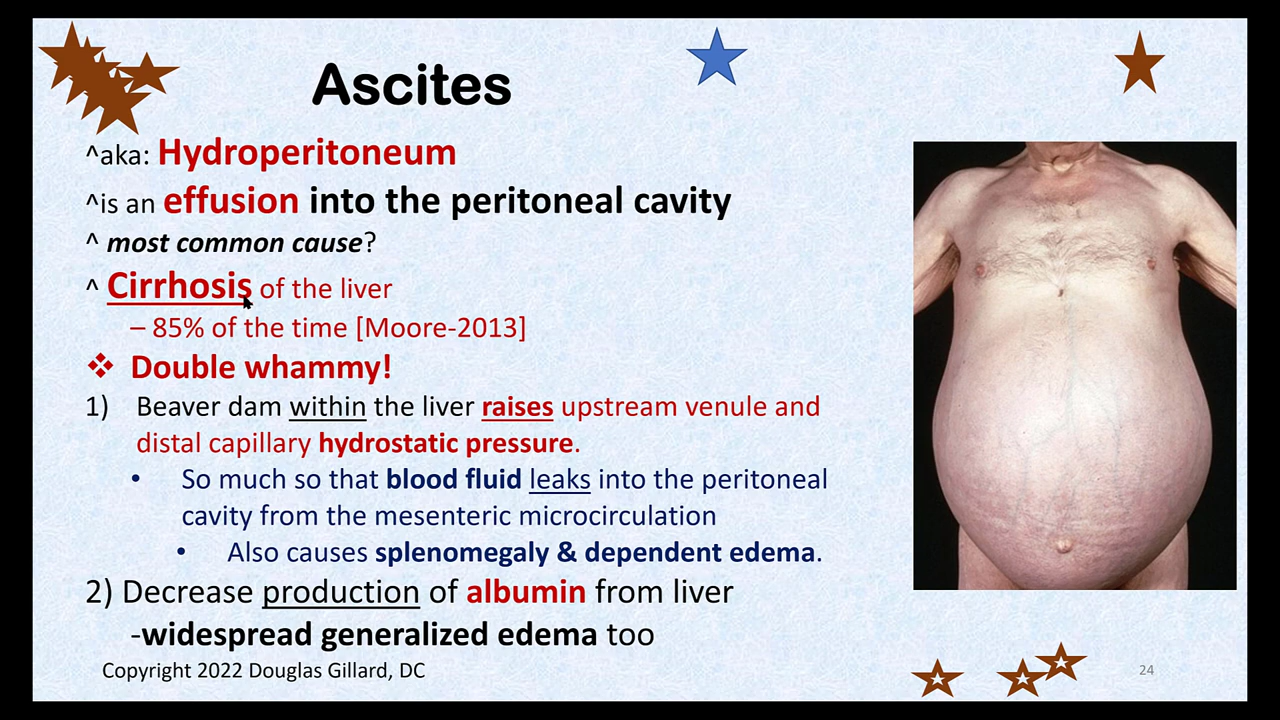 Ascites
^aka: Hydroperitoneum
^is an effusion into the peritoneal cavity
^ most common cause?
^ Cirrhosis of the liver
– 85% of the time [Moore-2013]
❖ Double whammy!
1) Beaver dam within the liver raises upstream venule and
distal capillary hydrostatic pressure.
• So much so that blood fluid leaks into the peritoneal
cavity from the mesenteric microcirculation
• Also causes splenomegaly & dependent edema.
2) Decrease production of albumin from liver
-widespread generalized edema too
Copyright 2022 Douglas Gillard, DC
24